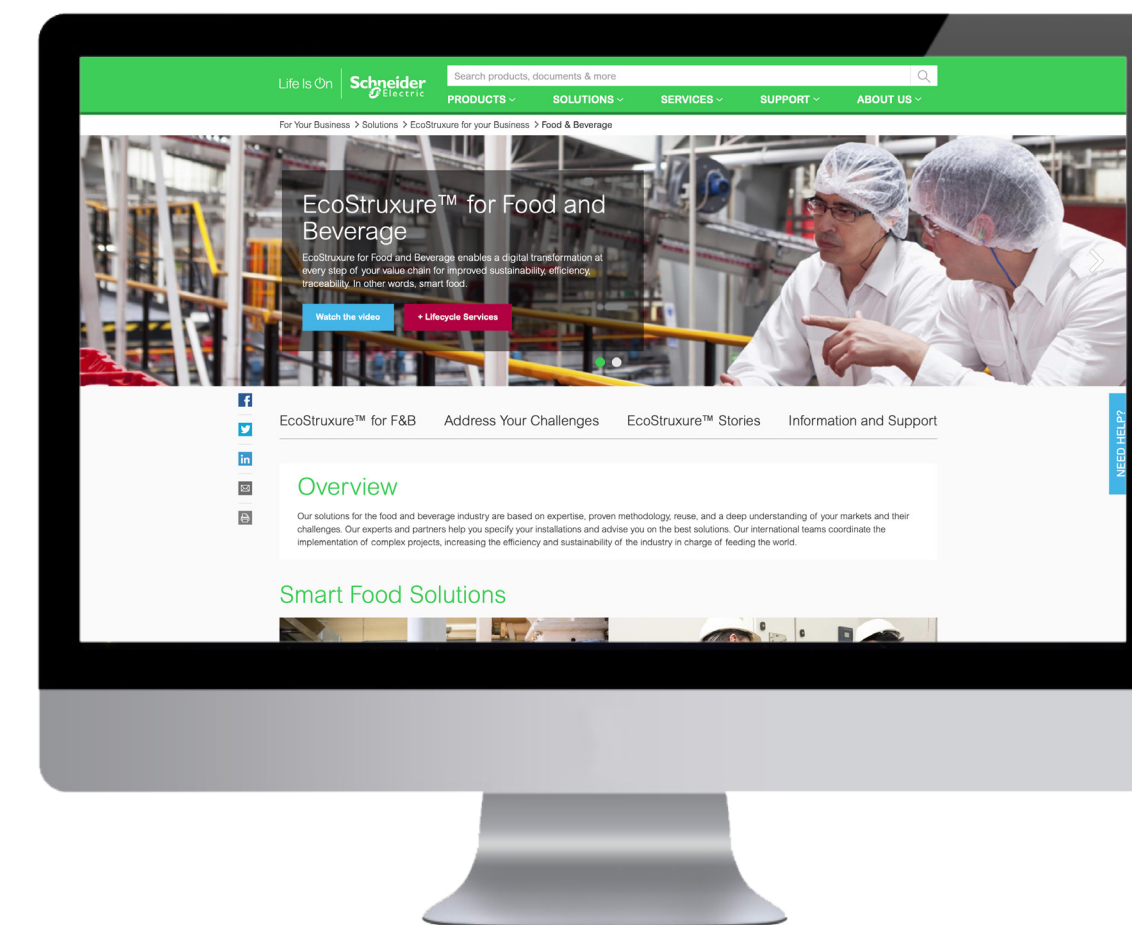 Life Is On
Schneider
Electric
Search products, documents & more
PRODUCTS
SOLUTIONS
SERVICES
SUPPORT
ABOUT US
For Your Business > Solutions > EcoStruxure for your Business > Food & Beverage
EcoStruxure™ for Food and
Beverage
EcoStruxure for Food and Beverage enables a digital transformation at
every step of your value chain for improved sustainability, efficiency,
traceability. In other words, smart food.
Watch the video
+ Lifecycle Services
EcoStruxure™ for F&B
Address Your Challenges
EcoStruxure™ Stories
Information and Support
NEED HELP?
Overview
Our solutions for the food and beverage industry are based on expertise, proven methodology, reuse, and a deep understanding of your markets and their
challenges. Our experts and partners help you specify your installations and advise you on the best solutions. Our international teams coordinate the
implementation of complex projects, increasing the efficiency and sustainability of the industry in charge of feeding the world.
Smart Food Solutions